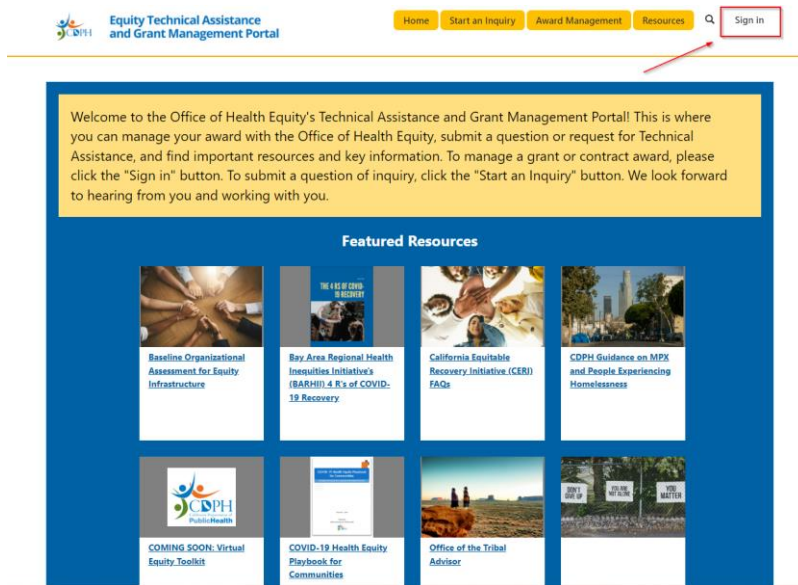 CDPH
Equity Technical Assistance
and Grant Management Portal
Home
Start an Inquiry
Award Management
Resources
Sign in
Welcome to the Office of Health Equity's Technical Assistance and Grant Management Portal! This is where
you can manage your award with the Office of Health Equity, submit a question or request for Technical
Assistance, and find important resources and key information. To manage a grant or contract award, please
click the "Sign in" button. To submit a question of inquiry, click the "Start an Inquiry" button. We look forward
to hearing from you and working with you.
Featured Resources
THE 4 RS OF COVID-
19 RECOVERY
Baseline Organizational
Assessment for Equity
Infrastructure
Bay Area Regional Health
Inequities Initiative's
(BARHII) 4 R's of COVID-
19 Recovery
California Equitable
Recovery Initiative (CERI)
FAQs
CDPH Guidance on MPX
and People Experiencing
Homelessness
CDPH
PublicHealth
DON'T
GIVE UP
YOU ARE
NOT ALONE
YOU
MATTER
COMING SOON: Virtual
Equity Toolkit
COVID-19 Health Equity
Playbook for
Communities
Office of the Tribal
Advisor